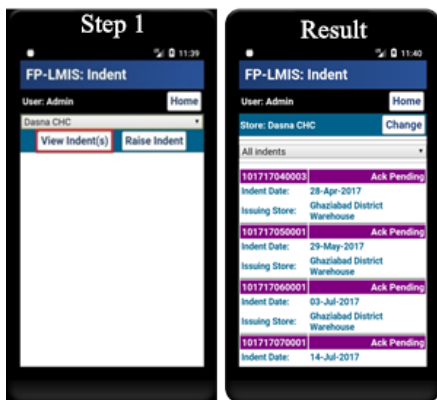 Step 1
11:39
FP-LMIS: Indent
User: Admin Home
Dasna CHC
View Indent(s) Raise Indent
Result
11:40
FP-LMIS: Indent
User: Admin Home
Store: Dasna CHC Change
All indents
101717040003 Ack Pending
Indent Date: 28-Apr-2017
Issuing Store: Ghaziabad District
Warehouse
101717050001 Ack Pending
Indent Date: 29-May-2017
Issuing Store: Ghaziabad District
Warehouse
101717060001 Ack Pending
Indent Date: 03-Jul-2017
Issuing Store: Ghaziabad District
Warehouse
101717070001 Ack Pending
Indent Date: 14-Jul-2017